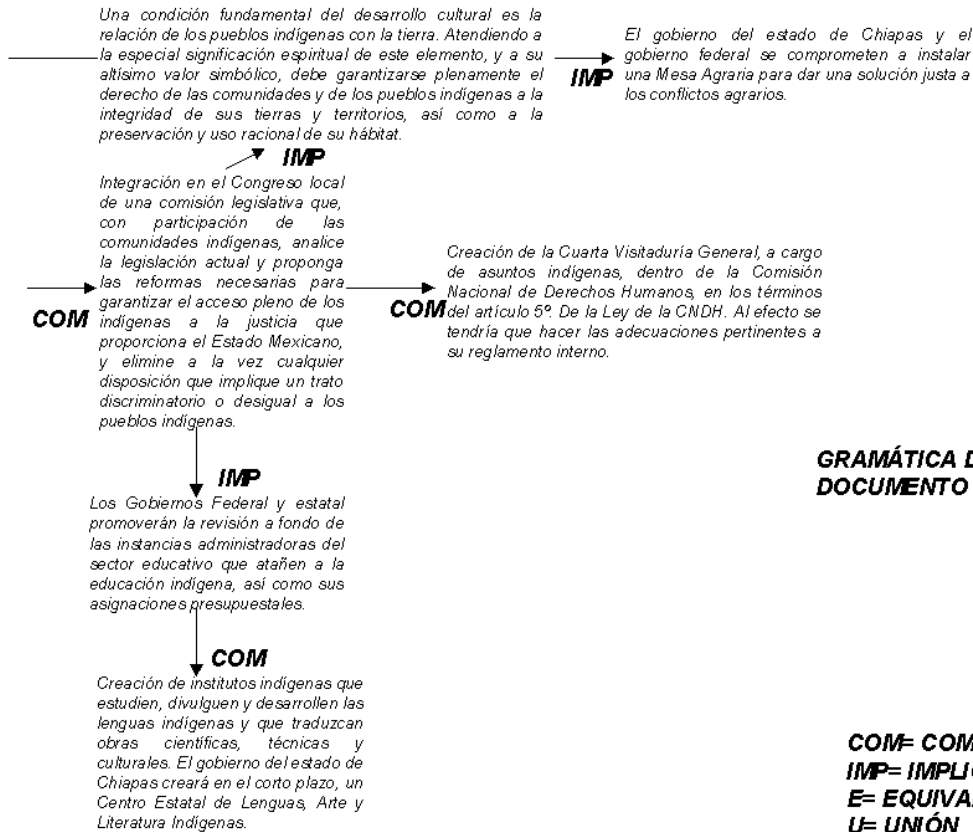 Una condición fundamental del desarrollo cultural es la
relación de los pueblos indígenas con la tierra. Atendiendo a
la especial significación espiritual de este elemento, y a su
altísimo valor simbólico, debe garantizarse plenamente el
derecho de las comunidades y de los pueblos indígenas a la
integridad de sus tierras y territorios, así como a la
preservación y uso racional de su hábitat.
IMP
El gobierno del estado de Chiapas y el
gobierno federal se comprometen a instalar
una Mesa Agraria para dar una solución justa a
los conflictos agrarios.
IMP
Integración en el Congreso local
de una comisión legislativa que,
con participación de las
comunidades indígenas, analice
la legislación actual y proponga
las reformas necesarias para
garantizar el acceso pleno de los
indígenas a la justicia que
proporciona el Estado Mexicano,
y elimine a la vez cualquier
disposición que implique un trato
discriminatorio o desigual a los
pueblos indígenas.
COM
COM
Creación de la Cuarta Visitaduría General, a cargo
de asuntos indígenas, dentro de la Comisión
Nacional de Derechos Humanos, en los términos
del artículo 5º. De la Ley de la CNDH. Al efecto se
tendría que hacer las adecuaciones pertinentes a
su reglamento interno.
IMP
Los Gobiernos Federal y estatal
promoverán la revisión a fondo de
las instancias administradoras del
sector educativo que atañen a la
educación indígena, así como sus
asignaciones presupuestales.
COM
Creación de institutos indígenas que
estudien, divulguen y desarrollen las
lenguas indígenas y que traduzcan
obras científicas, técnicas y
culturales. El gobierno del estado de
Chiapas creará en el corto plazo, un
Centro Estatal de Lenguas, Arte y
Literatura Indígenas.
GRAMÁTICA
DOCUMENTO
COM= COM
IMP= IMPLI
E= EQUIVA
U= UNIÓN